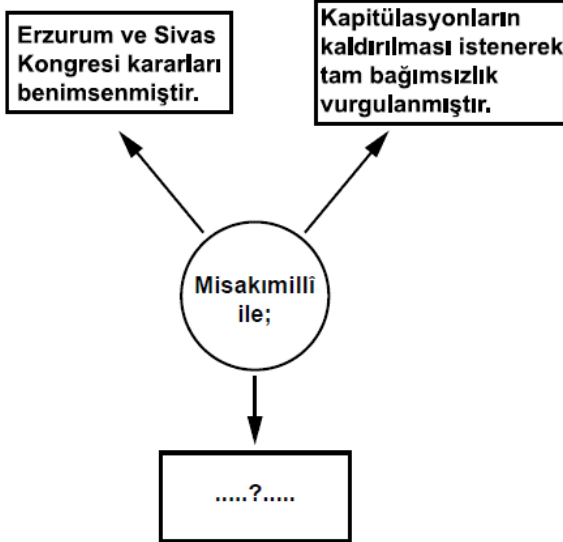 Erzurum ve Sivas
Kongresi kararları
benimsenmiştir.
Kapitülasyonların
kaldırılması istenerek
tam bağımsızlık
vurgulanmıştır.
Misakımillî
ile;
.....?.....